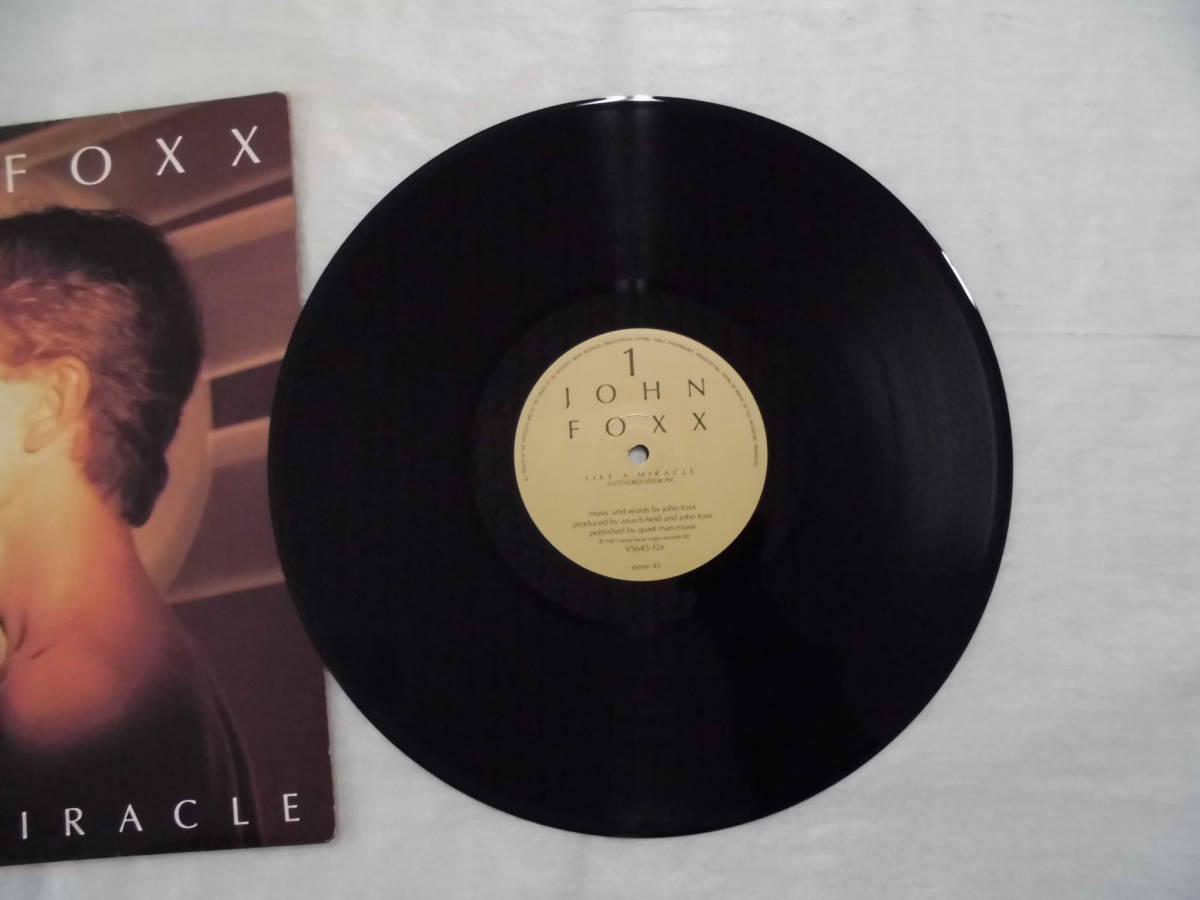 FOXX
IRACLE
1
JOHN
FOXX
LIKE A MIRACLE
(EXTENDED VERSION)
music and words by john foxx
produced by zeus b held and john foxx
published by quiet man music
VS645-12a
stereo 45